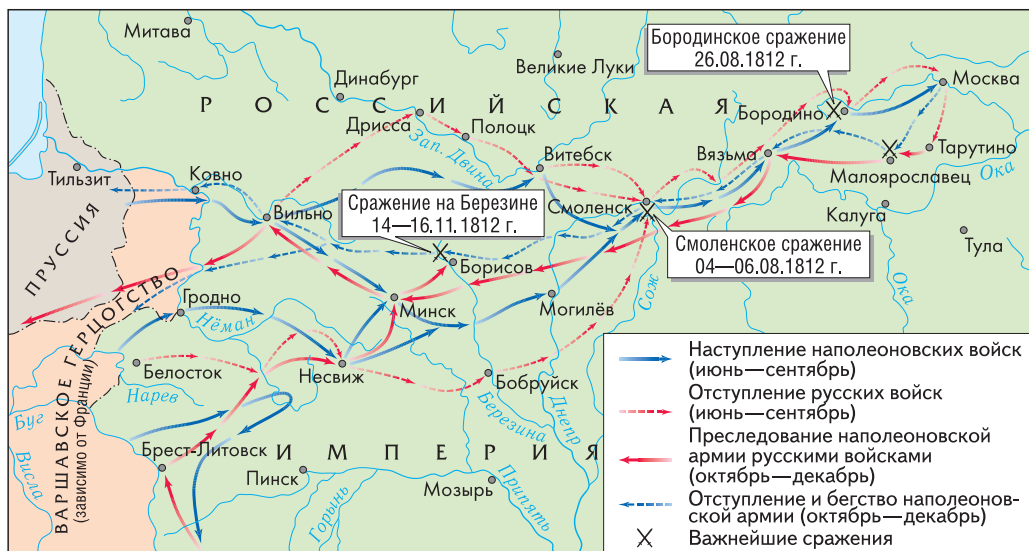 Митава
Бородинское сражение
26.08.1812 г.
Великие Луки
Москва
Динабург
РОССИЙСКАЯ
Дрисса
Полоцк
Бородино
Зап. Двина
Витебск
Вязьма
Тарутино
Тильзит
Ковно
Малоярославец
Ока
Сражение на Березине
14—16.11.1812 г.
Вильно
Смоленск
Калуга
Смоленское сражение
04—06.08.1812 г.
Тула
ПРУССИЯ
Борисов
Гродно
Минск
Могилёв
Сож
Ока
Нёман
ВАРШАВСКОЕ ГЕРЦОГСТВО
(зависимо от Франции)
Белосток
Несвиж
Бобруйск
Нарев
Буг
Березина
Днепр
Висла
Брест-Литовск
ИМПЕРИЯ
Пинск
Мозырь
Горынь
Припять
Наступление наполеоновских войск
(июнь—сентябрь)
Отступление русских войск
(июнь—сентябрь)
Преследование наполеоновской
армии русскими войсками
(октябрь—декабрь)
Отступление и бегство наполеонов-
ской армии (октябрь—декабрь)
Важнейшие сражения